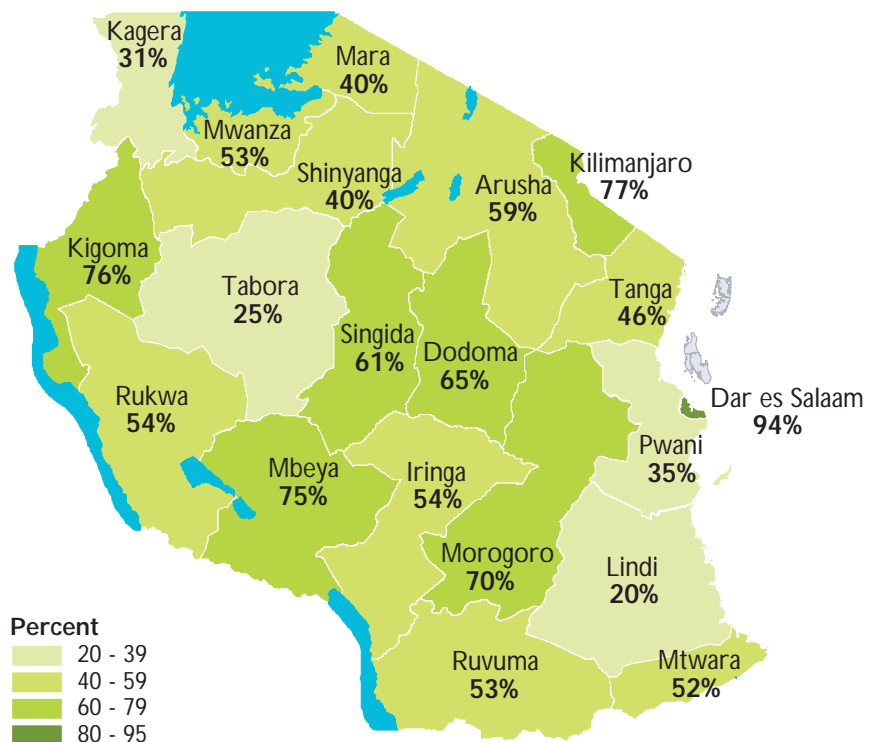 Kagera
31%
Mara
40%
Mwanza
53%
Shinyanga
40%
Arusha
59%
Kilimanjaro
77%
Kigoma
76%
Tabora
25%
Singida
61%
Dodoma
65%
Tanga
46%
Rukwa
54%
Dar es Salaam
94%
Pwani
35%
Mbeya
75%
Iringa
54%
Morogoro
70%
Lindi
20%
Ruvuma
53%
Mtwara
52%
Percent
20 - 39
40 - 59
60 - 79
80 - 95